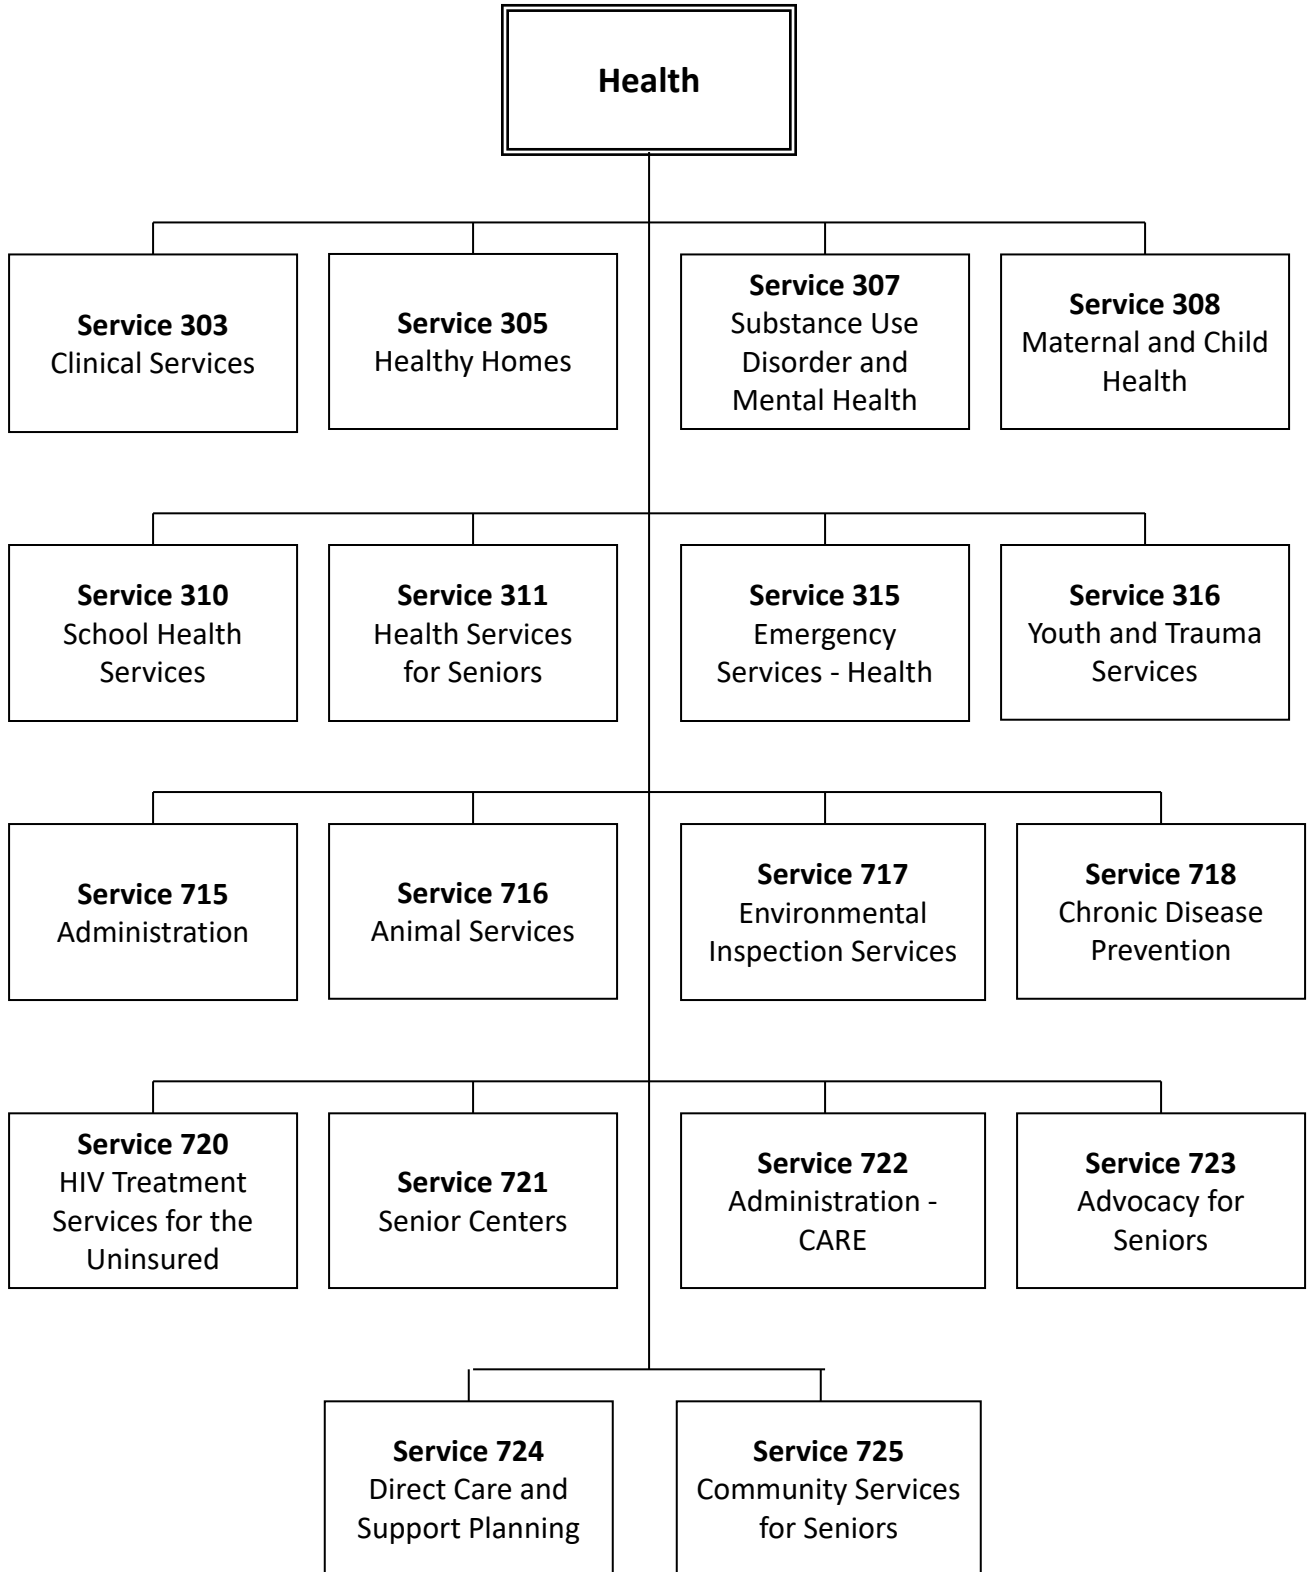 Health
Service 303
Clinical Services
Service 305
Healthy Homes
Service 307
Substance Use
Disorder and
Mental Health
Service 308
Maternal and Child
Health
Service 310
School Health
Services
Service 311
Health Services
for Seniors
Service 315
Emergency
Services - Health
Service 316
Youth and Trauma
Services
Service 715
Administration
Service 716
Animal Services
Service 717
Environmental
Inspection Services
Service 718
Chronic Disease
Prevention
Service 720
HIV Treatment
Services for the
Uninsured
Service 721
Senior Centers
Service 722
Administration -
CARE
Service 723
Advocacy for
Seniors
Service 724
Direct Care and
Support Planning
Service 725
Community Services
for Seniors